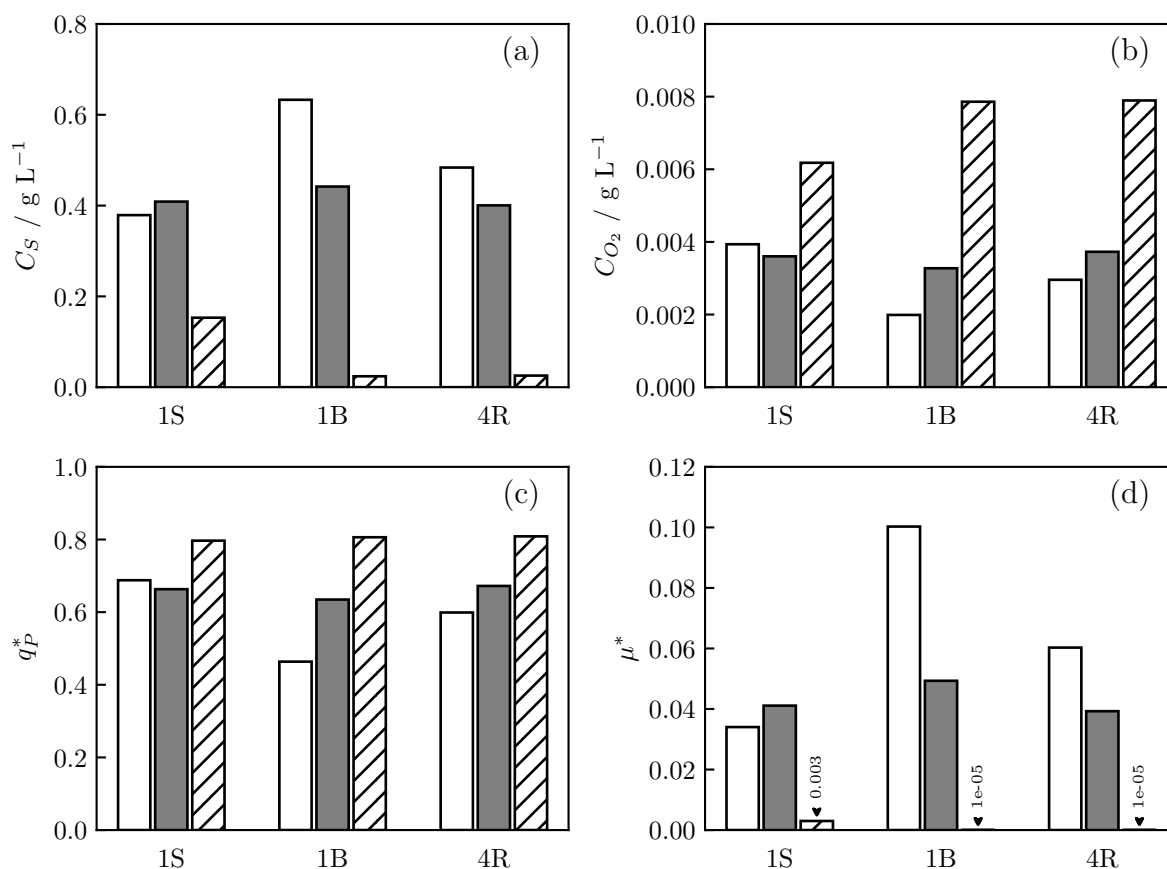 (a)
0.8
0.6
0.4
0.2
0.0
C_S / g L⁻¹
1S 1B 4R
(b)
0.010
0.008
0.006
0.004
0.002
0.000
C_{O₂} / g L⁻¹
1S 1B 4R
(c)
1.0
0.8
0.6
0.4
0.2
0.0
q_P^*
1S 1B 4R
(d)
0.12
0.10
0.08
0.06
0.04
0.02
0.00
μ^*
0.003
1e-05
1e-05
1S 1B 4R